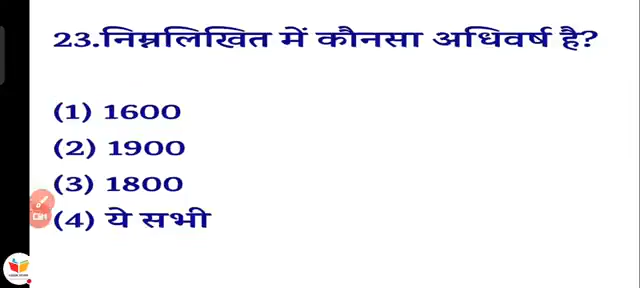 23.निम्नलिखित में कौनसा अधिवर्ष है?
(1) 1600
(2) 1900
(3) 1800
(4) ये सभी